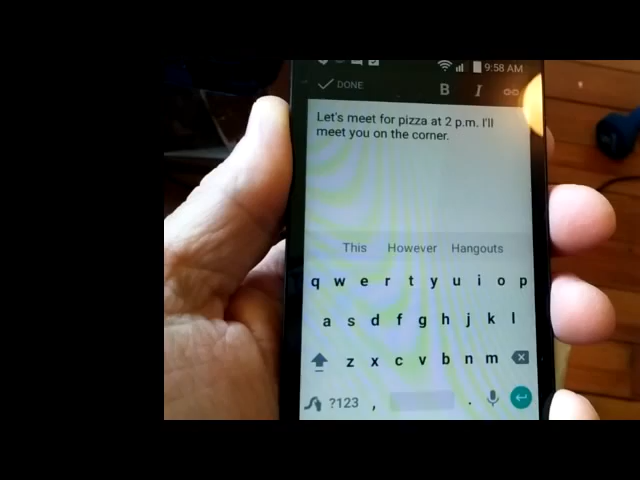 9:58 AM
DONE B I
Let's meet for pizza at 2 p.m. I'll
meet you on the corner.
This However Hangouts
q w e r t y u i o p
a s d f g h j k l
z x c v b n m
?123 , .